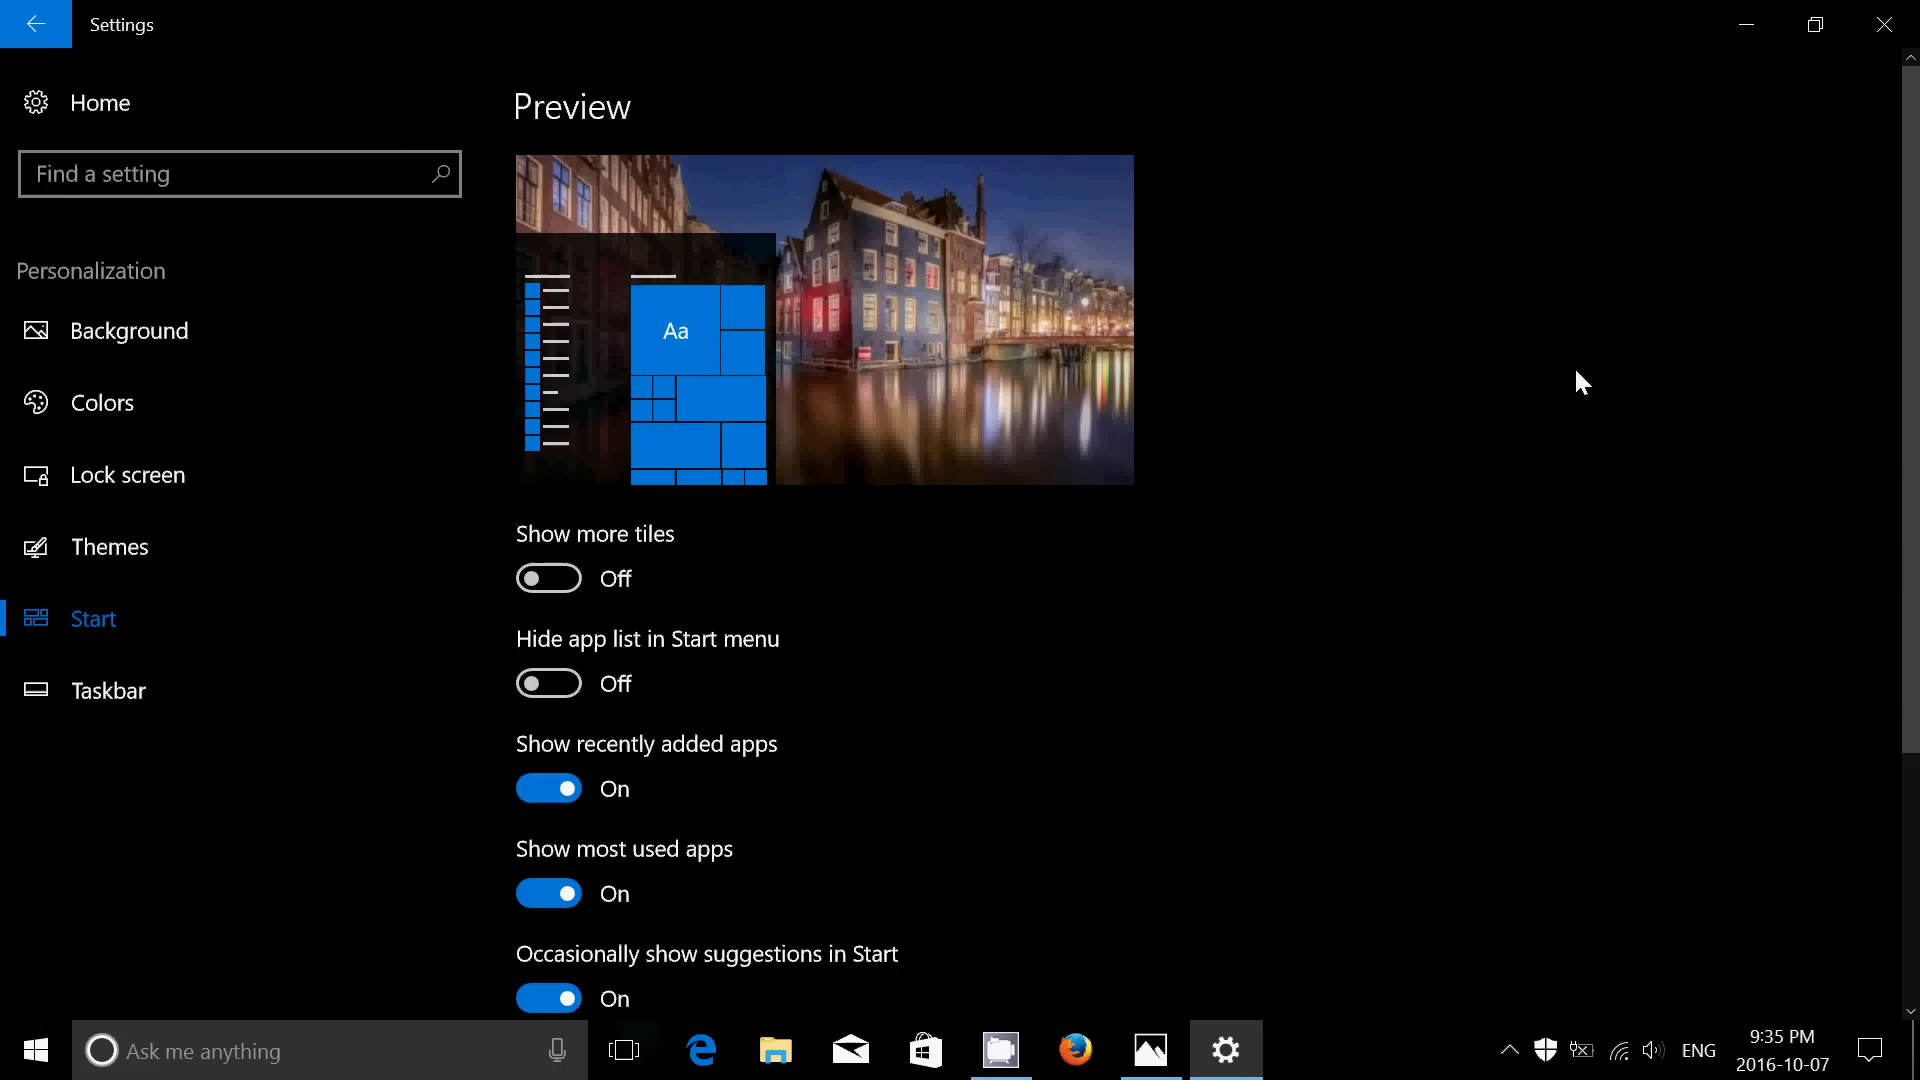 Settings
Home
Find a setting
Personalization
Background
Colors
Lock screen
Themes
Start
Taskbar
Preview
Aa
Show more tiles
Off
Hide app list in Start menu
Off
Show recently added apps
On
Show most used apps
On
Occasionally show suggestions in Start
On
Ask me anything
ENG
9:35 PM
2016-10-07